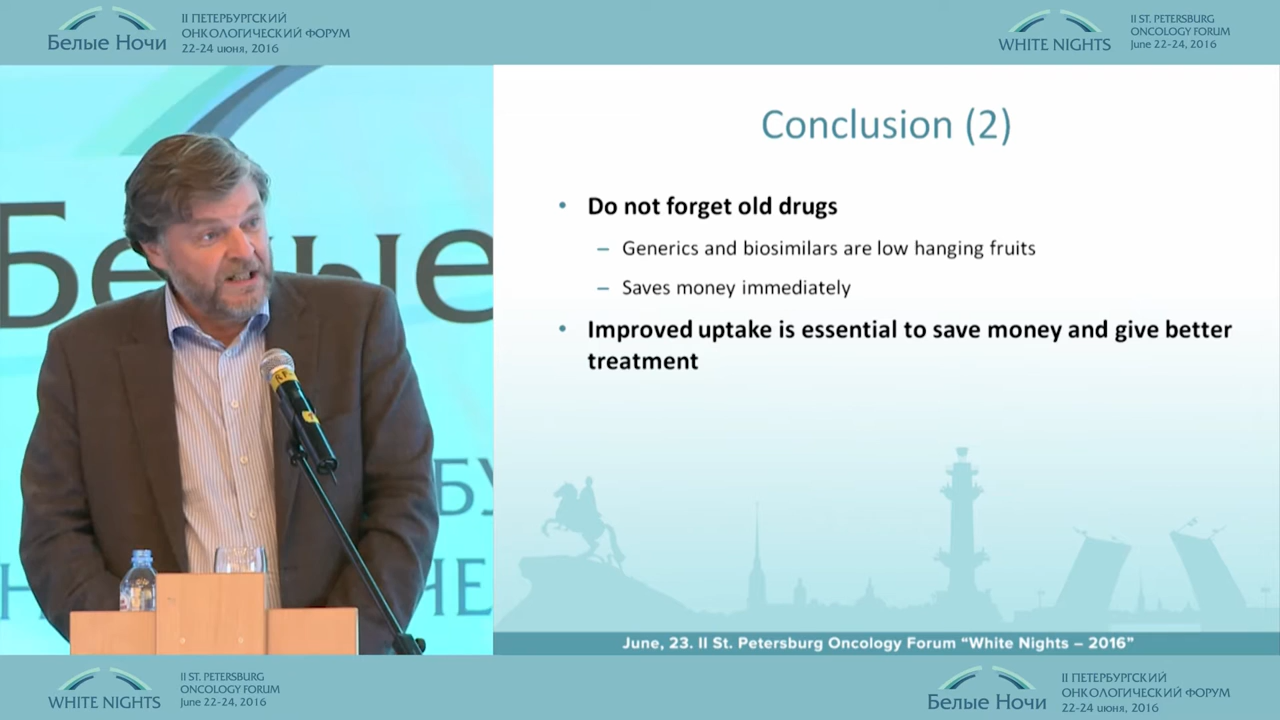 Белые Ночи
II ПЕТЕРБУРГСКИЙ
ОНКОЛОГИЧЕСКИЙ ФОРУМ
22-24 июня, 2016
WHITE NIGHTS
II ST. PETERSBURG
ONCOLOGY FORUM
June 22-24, 2016
Conclusion (2)
• Do not forget old drugs
– Generics and biosimilars are low hanging fruits
– Saves money immediately
• Improved uptake is essential to save money and give better
treatment
June, 23. II St. Petersburg Oncology Forum “White Nights – 2016”
WHITE NIGHTS
II ST. PETERSBURG
ONCOLOGY FORUM
June 22-24, 2016
Белые Ночи
II ПЕТЕРБУРГСКИЙ
ОНКОЛОГИЧЕСКИЙ ФОРУМ
22-24 июня, 2016